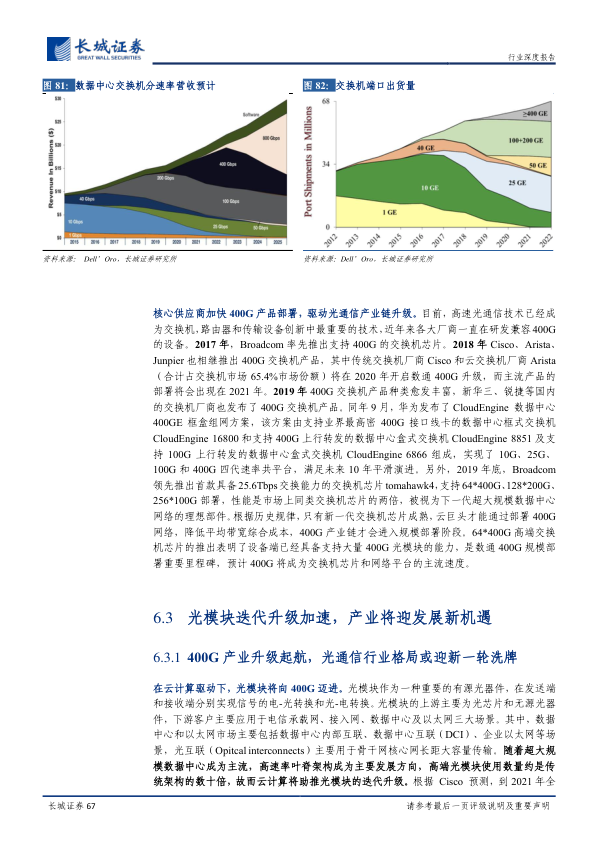 长城证券
GREAT WALL SECURITIES
行业深度报告
图 81: 数据中心交换机分速率营收预计
图 82: 交换机端口出货量
Revenue in Billions ($)
$30
$25
$20
$15
$10
$5
$0
Software
800 Gbps
400 Gbps
200 Gbps
100 Gbps
40 Gbps
10 Gbps
25 Gbps
50 Gbps
1 Gbps
2015 2016 2017 2018 2019 2020 2021 2022 2023 2024 2025
Port Shipments in Millions
68
34
0
≥400 GE
100+200 GE
50 GE
40 GE
25 GE
10 GE
1 GE
2012 2013 2014 2015 2016 2017 2018 2019 2020 2021 2022
资料来源: Dell’Oro, 长城证券研究所
资料来源: Dell’Oro, 长城证券研究所
核心供应商加快 400G 产品部署，驱动光通信产业链升级。目前，高速光通信技术已经成
为交换机,路由器和传输设备创新中最重要的技术,近年来各大厂商一直在研发兼容 400G
的设备。2017 年，Broadcom 率先推出支持 400G 的交换机芯片。2018 年 Cisco、Arista、
Junpier 也相继推出 400G 交换机产品，其中传统交换机厂商 Cisco 和云交换机厂商 Arista
（合计占交换机市场 65.4%市场份额）将在 2020 年开启数通 400G 升级，而主流产品的
部署将会出现在 2021 年。2019 年 400G 交换机产品种类愈发丰富，新华三、锐捷等国内
的交换机厂商也发布了 400G 交换机产品。同年 9 月，华为发布了 CloudEngine 数据中心
400GE 框盒组网方案，该方案由支持业界最高密 400G 接口线卡的数据中心框式交换机
CloudEngine 16800 和支持 400G 上行转发的数据中心盒式交换机 CloudEngine 8851 及支
持 100G 上行转发的数据中心盒式交换机 CloudEngine 6866 组成，实现了 10G、25G、
100G 和 400G 四代速率共平台，满足未来 10 年平滑演进。另外，2019 年底，Broadcom
领先推出首款具备25.6Tbps交换能力的交换机芯片tomahawk4，支持64*400G、128*200G、
256*100G 部署，性能是市场上同类交换机芯片的两倍，被视为下一代超大规模数据中心
网络的理想部件。根据历史规律,只有新一代交换机芯片成熟,云巨头才能通过部署 400G
网络，降低平均带宽综合成本，400G 产业链才会进入规模部署阶段。64*400G 高端交换
机芯片的推出表明了设备端已经具备支持大量 400G 光模块的能力，是数通 400G 规模部
署重要里程碑，预计 400G 将成为交换机芯片和网络平台的主流速度。
6.3 光模块迭代升级加速，产业将迎发展新机遇
6.3.1 400G 产业升级起航，光通信行业格局或迎新一轮洗牌
在云计算驱动下，光模块将向 400G 迈进。光模块作为一种重要的有源光器件，在发送端
和接收端分别实现信号的电-光转换和光-电转换。光模块的上游主要为光芯片和无源光器
件，下游客户主要应用于电信承载网、接入网、数据中心及以太网三大场景。其中，数据
中心和以太网市场主要包括数据中心内部互联、数据中心互联（DCI）、企业以太网等场
景，光互联（Opitcal interconnects）主要用于骨干网核心网长距大容量传输。随着超大规
模数据中心成为主流，高速率叶脊架构成为主要发展方向，高端光模块使用数量约是传
统架构的数十倍，故而云计算将助推光模块的迭代升级。根据 Cisco 预测，到 2021 年全
长城证券 67
请参考最后一页评级说明及重要声明